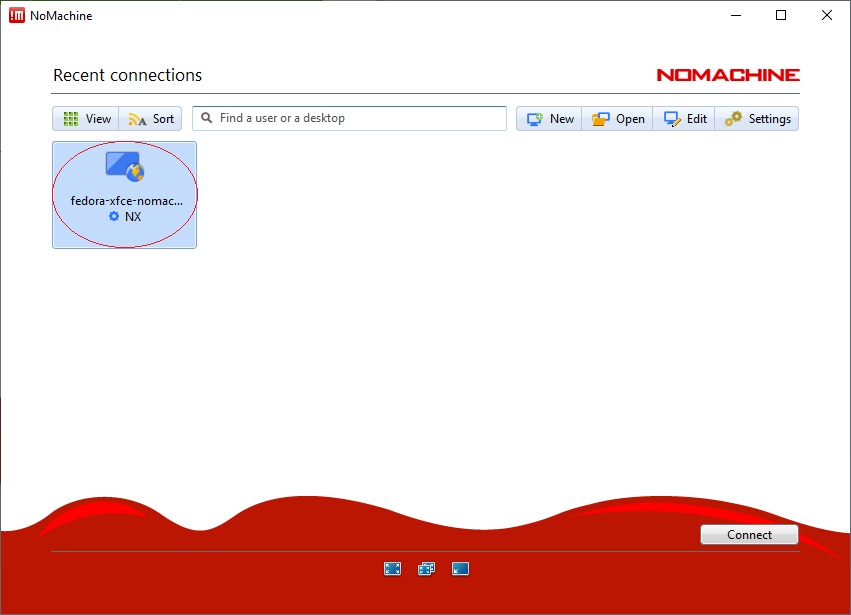 !M NoMachine
Recent connections
NOMACHINE
View
Sort
Find a user or a desktop
New
Open
Edit
Settings
fedora-xfce-nomac...
NX
Connect